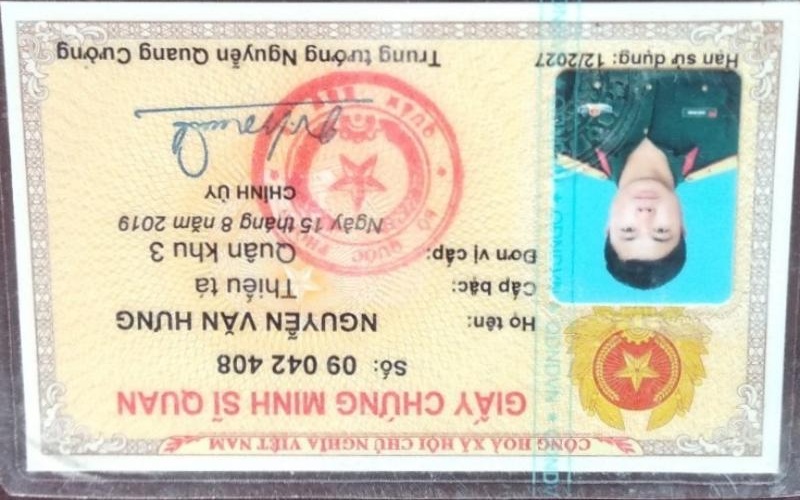 CỘNG HOÀ XÃ HỘI CHỦ NGHĨA VIỆT NAM
GIẤY CHỨNG MINH SĨ QUAN
Số: 09 042 408
Họ tên: NGUYỄN VĂN HƯNG
Cấp bậc: Thiếu tá
Đơn vị cấp: Quân khu 3
Ngày 15 tháng 8 năm 2019
CHÍNH ỦY
Hạn sử dụng: 12/2027
Trung tướng Nguyễn Quang Cường